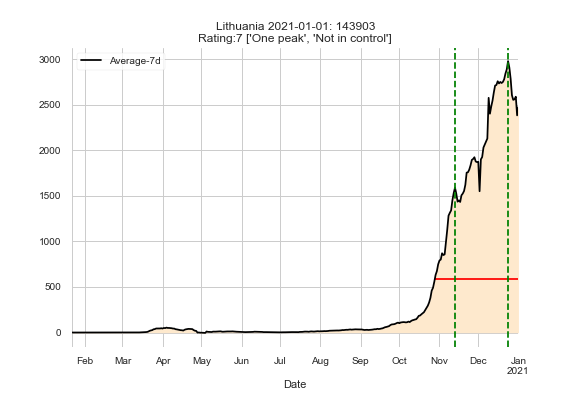 Lithuania 2021-01-01: 143903
Rating:7 ['One peak', 'Not in control']
Average-7d
3000
2500
2000
1500
1000
500
0
Feb Mar Apr May Jun Jul Aug Sep Oct Nov Dec Jan
2021
Date